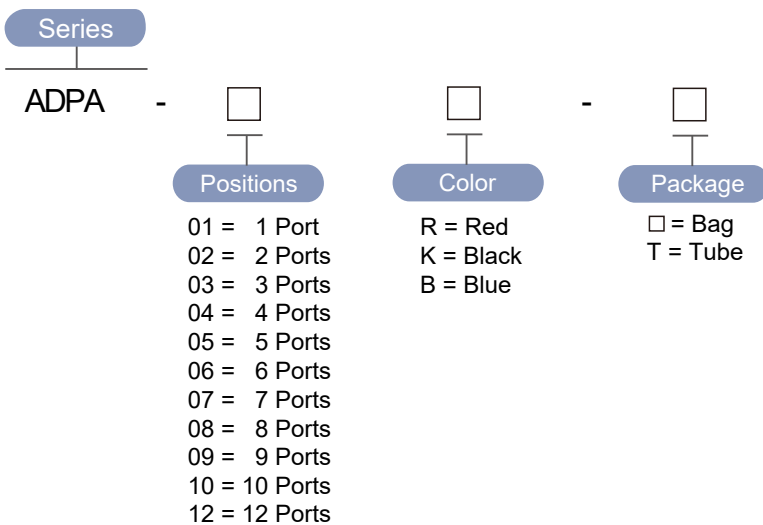 Series
ADPA - □ □ - □
Positions Color Package
01 = 1 Port R = Red □ = Bag
02 = 2 Ports K = Black T = Tube
03 = 3 Ports B = Blue
04 = 4 Ports
05 = 5 Ports
06 = 6 Ports
07 = 7 Ports
08 = 8 Ports
09 = 9 Ports
10 = 10 Ports
12 = 12 Ports